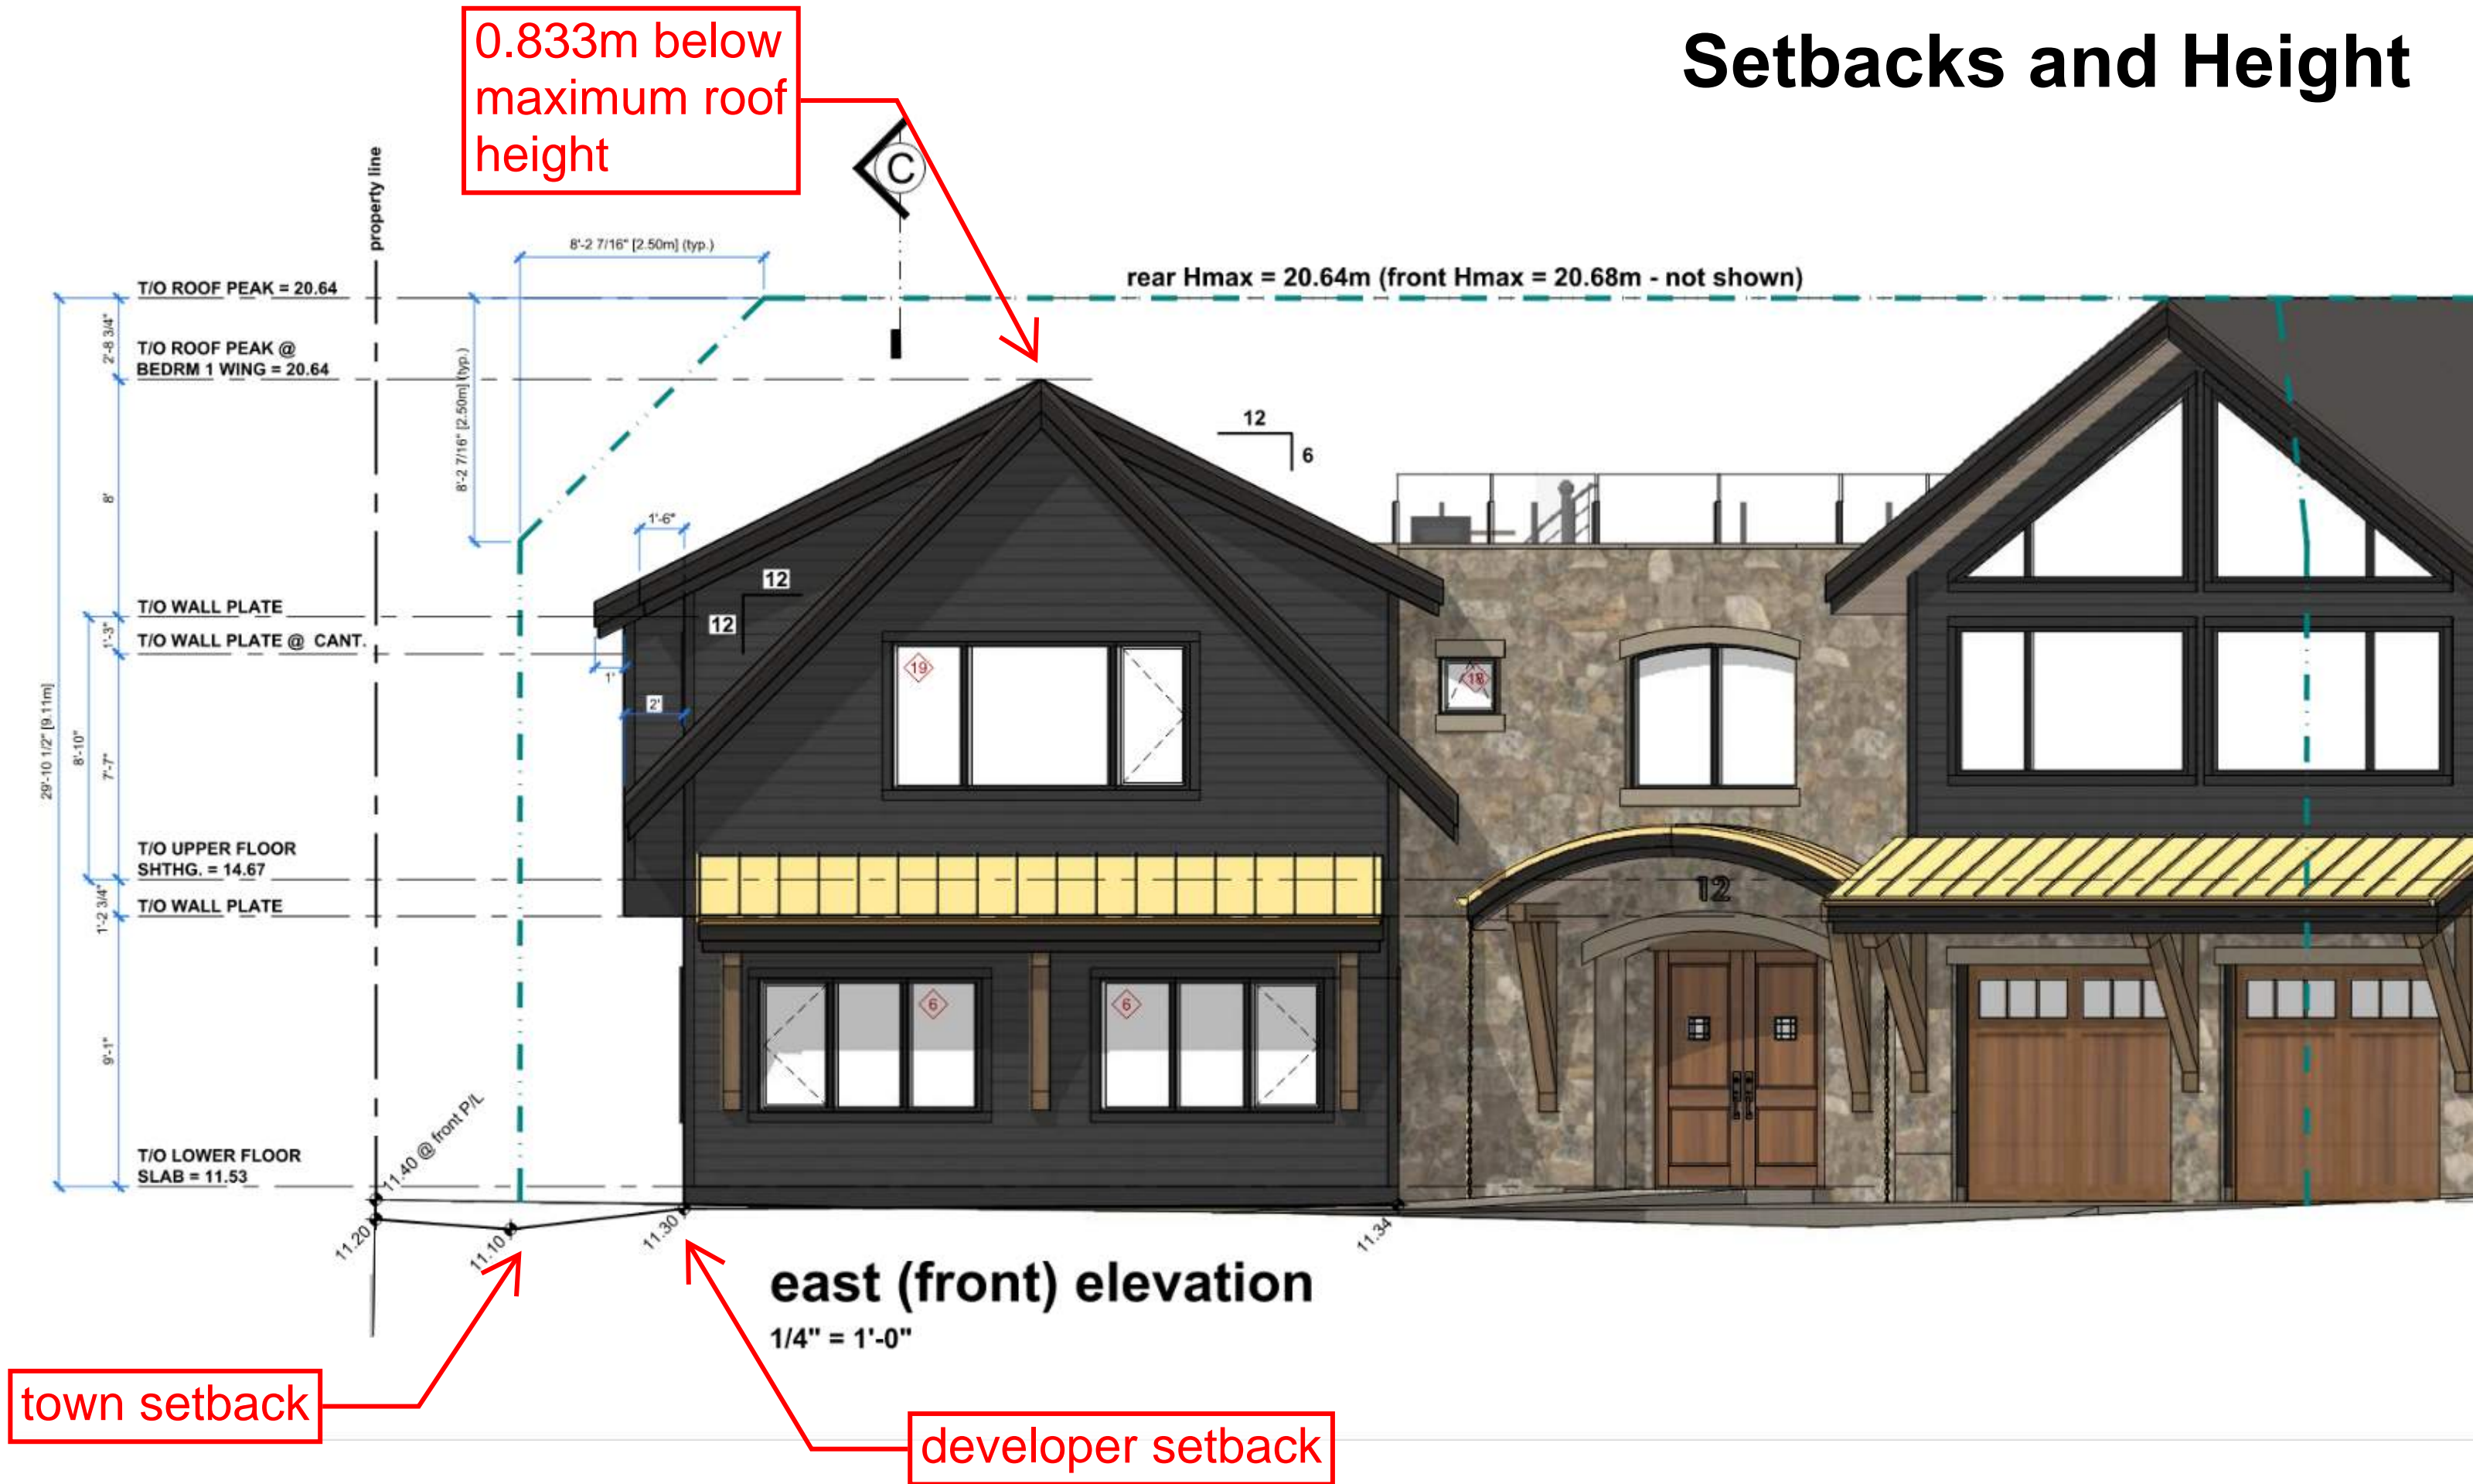 Setbacks and Height
0.833m below
maximum roof
height
property line
C
8'-2 7/16" [2.50m] (typ.)
rear Hmax = 20.64m (front Hmax = 20.68m - not shown)
T/O ROOF PEAK = 20.64
2'-8 3/4"
T/O ROOF PEAK @
BEDRM 1 WING = 20.64
8'-2 7/16" [2.50m] (typ.)
12
6
8'
1'-6"
12
12
T/O WALL PLATE
1'-3"
T/O WALL PLATE @ CANT.
1'
2'
19
18
29'-10 1/2" [9.11m]
8'-10"
7'-7"
T/O UPPER FLOOR
SHTHG. = 14.67
1'-2 3/4"
T/O WALL PLATE
12
6
6
9'-1"
T/O LOWER FLOOR
SLAB = 11.53
11.40 @ front P/L
11.20
11.10
11.30
11.34
east (front) elevation
1/4" = 1'-0"
town setback
developer setback